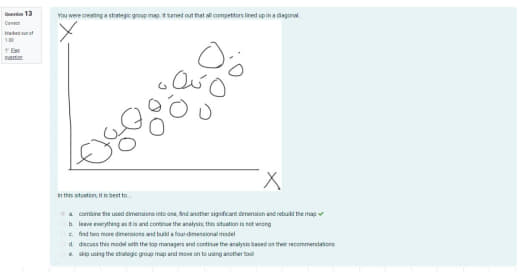 Question 13
Correct
Marked out of
1.00
Flag
question
You were creating a strategic group map. It turned out that all competitors lined up in a diagonal.
X
X
In this situation, it is best to...
a. combine the used dimensions into one, find another significant dimension and rebuild the map ✔
b. leave everything as it is and continue the analysis; this situation is not wrong
c. find two more dimensions and build a four-dimensional model
d. discuss this model with the top managers and continue the analysis based on their recommendations
e. skip using the strategic group map and move on to using another tool